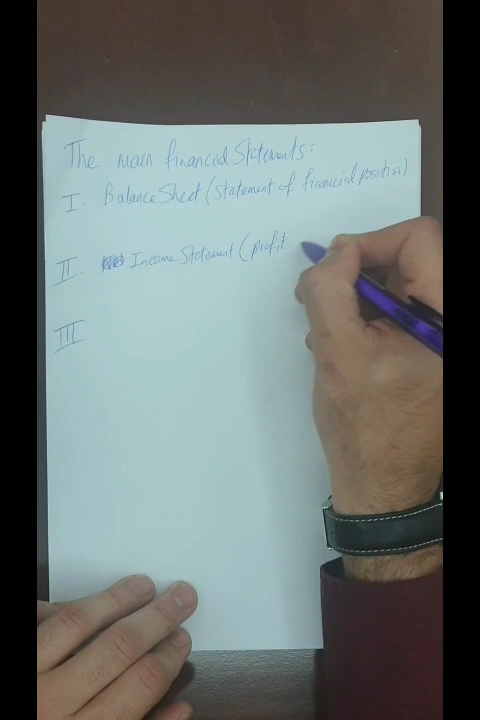 The main financial Statements:
I. Balance Sheet (Statement of financial position)
II. Income Statement (profit
III.